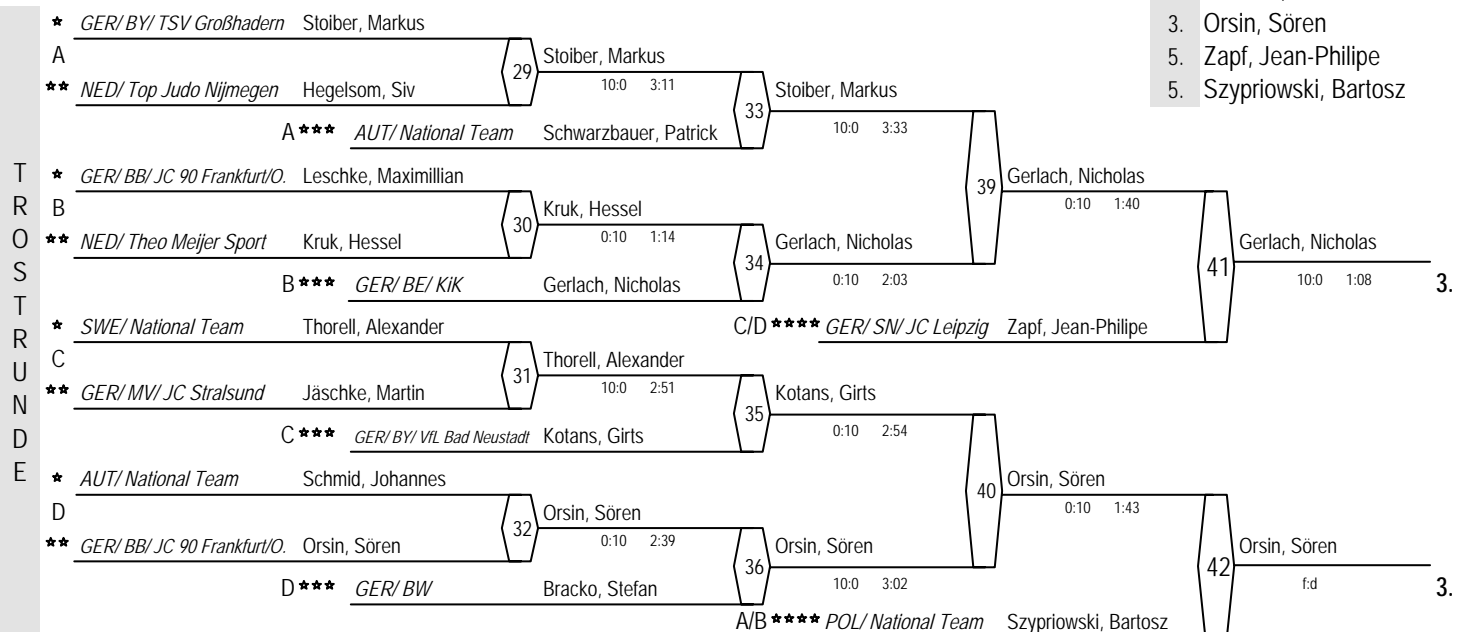 3. Orsin, Sören
5. Zapf, Jean-Philipe
5. Szypriowski, Bartosz
TROSTRUNDE
GER/ BY/ TSV Großhadern Stoiber, Markus
A
NED/ Top Judo Nijmegen Hegelsom, Siv
29
Stoiber, Markus
10:0 3:11
A AUT/ National Team Schwarzbauer, Patrick
33
Stoiber, Markus
10:0 3:33
GER/ BB/ JC 90 Frankfurt/O. Leschke, Maximillian
B
NED/ Theo Meijer Sport Kruk, Hessel
30
Kruk, Hessel
0:10 1:14
B GER/ BE/ KiK Gerlach, Nicholas
34
Gerlach, Nicholas
0:10 2:03
39
Gerlach, Nicholas
0:10 1:40
C/D GER/ SN/ JC Leipzig Zapf, Jean-Philipe
41
Gerlach, Nicholas
10:0 1:08
3.
SWE/ National Team Thorell, Alexander
C
GER/ MV/ JC Stralsund Jäschke, Martin
31
Thorell, Alexander
10:0 2:51
C GER/ BY/ VfL Bad Neustadt Kotans, Girts
35
Kotans, Girts
0:10 2:54
AUT/ National Team Schmid, Johannes
D
GER/ BB/ JC 90 Frankfurt/O. Orsin, Sören
32
Orsin, Sören
0:10 2:39
D GER/ BW Bracko, Stefan
36
Orsin, Sören
10:0 3:02
40
Orsin, Sören
0:10 1:43
A/B POL/ National Team Szypriowski, Bartosz
42
Orsin, Sören
f:d
3.